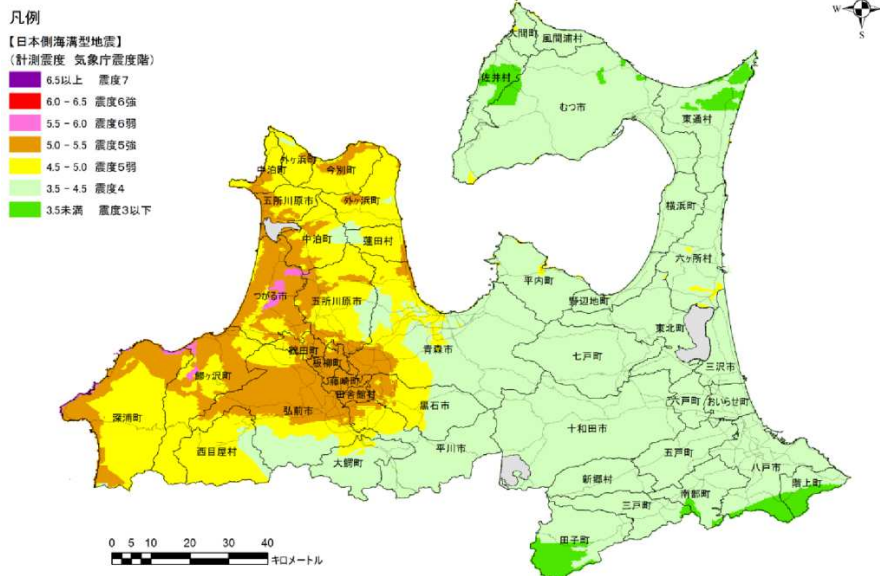 凡例
【日本側海溝型地震】
(計測震度 気象庁震度階)
6.5以上 震度7
6.0 - 6.5 震度6強
5.5 - 6.0 震度6弱
5.0 - 5.5 震度5強
4.5 - 5.0 震度5弱
3.5 - 4.5 震度4
3.5未満 震度3以下
W
S
大間町
風間浦村
佐井村
むつ市
東通村
外ヶ浜町
中泊町
今別町
五所川原市
外ヶ浜町
中泊町
蓬田村
横浜町
六ヶ所村
平内町
つがる市
五所川原市
野辺地町
東北町
鶴田町
青森市
板柳町
七戸町
鰺ヶ沢町
藤崎町
三沢市
田舎館村
黒石市
六戸町
おいらせ町
深浦町
弘前市
十和田市
西目屋村
平川市
五戸町
大鰐町
八戸市
新郷村
階上町
南部町
三戸町
田子町
0 5 10 20 30 40
キロメートル